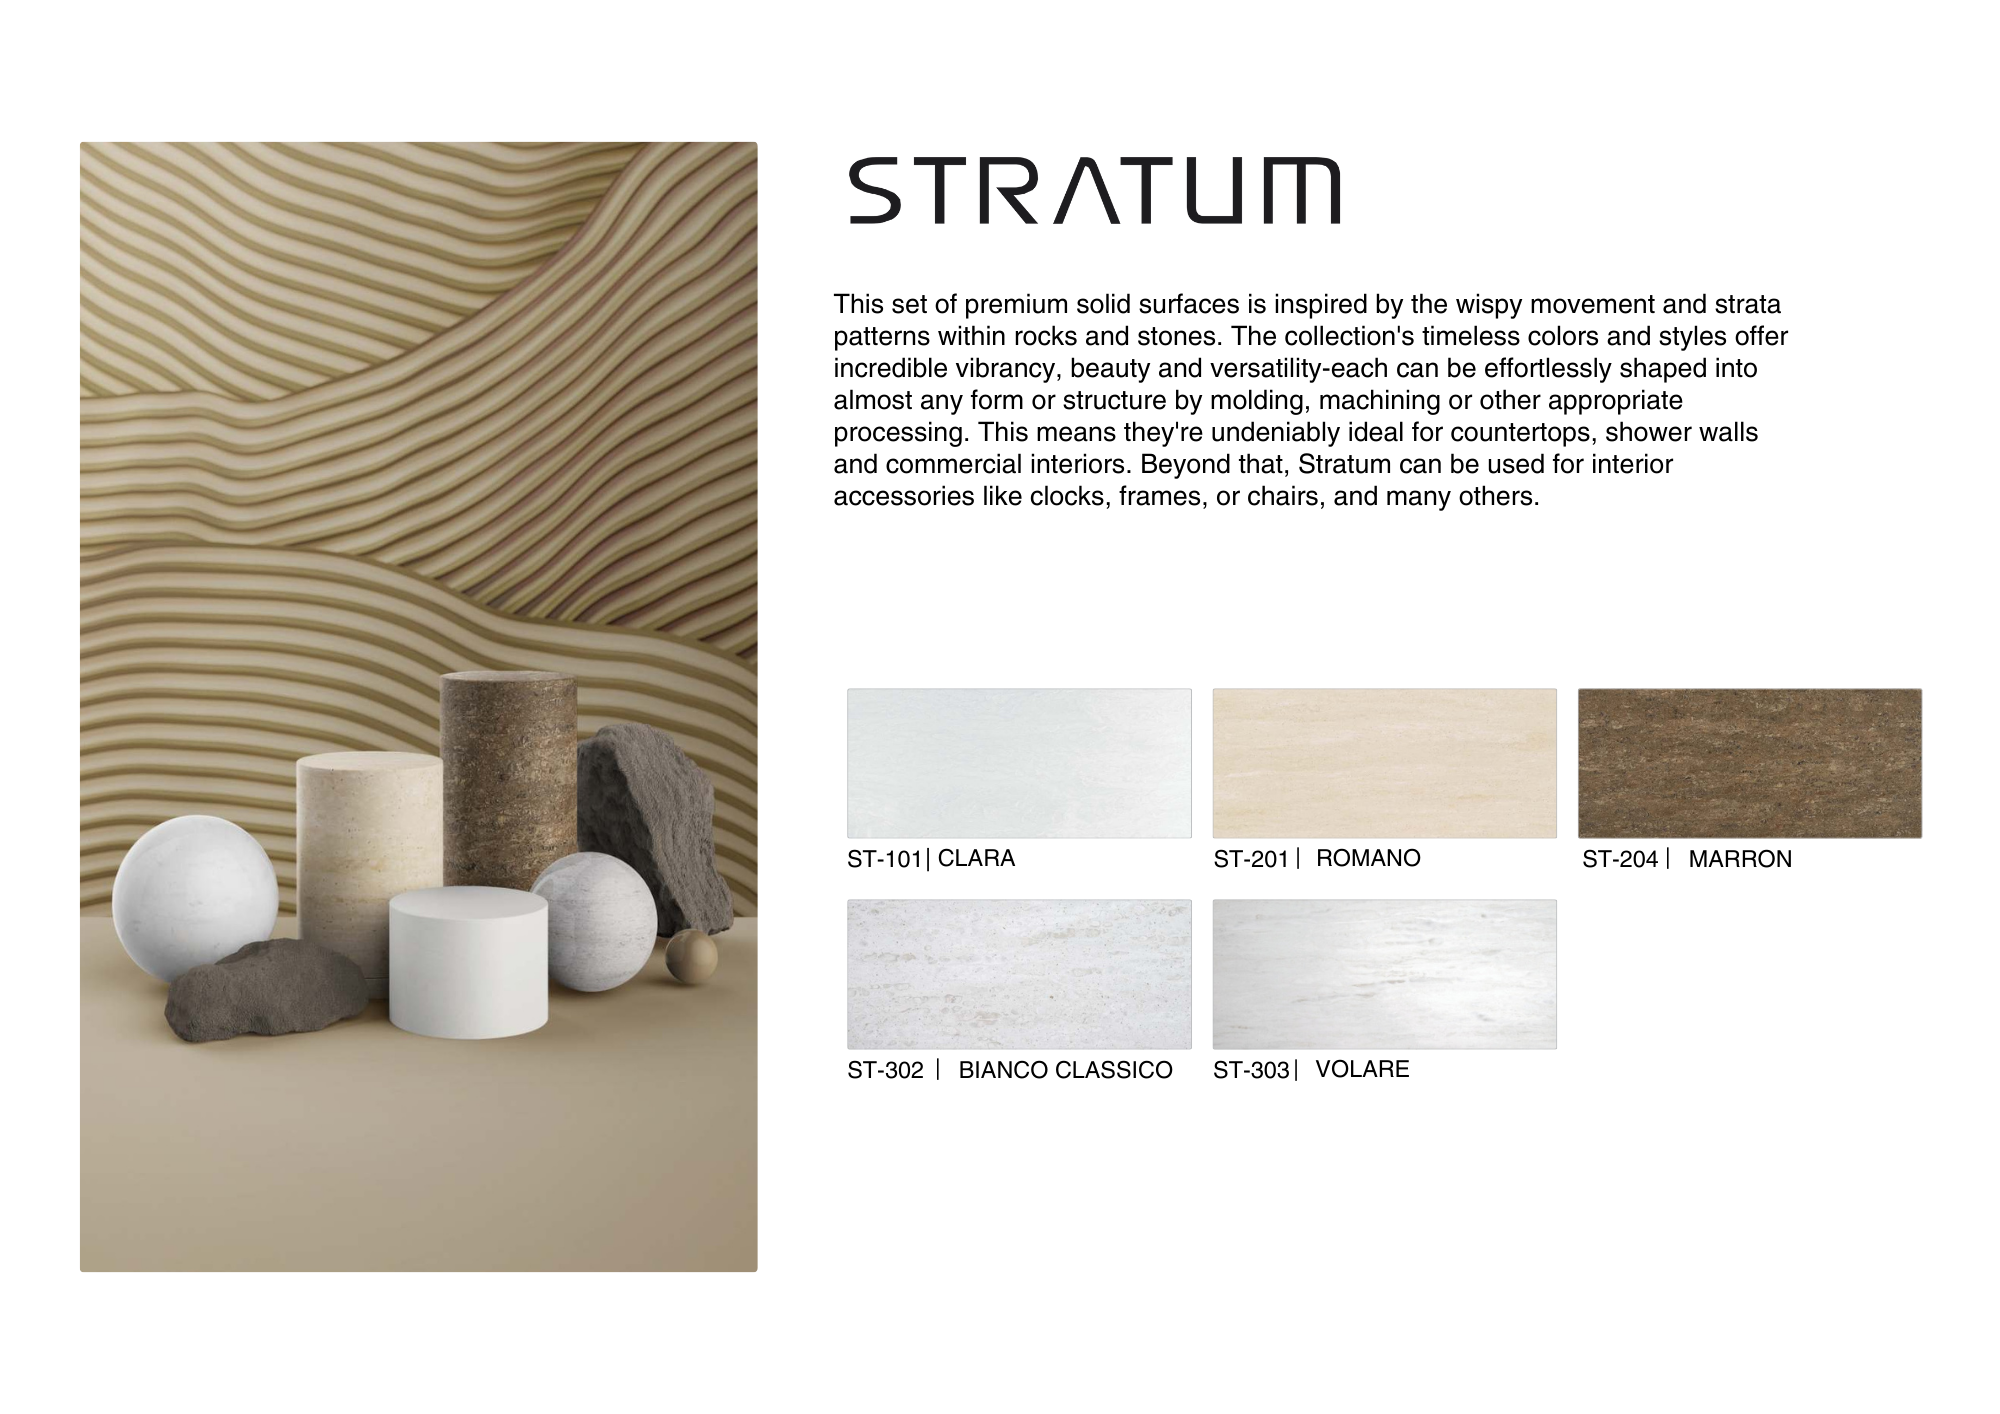 STRATUM
This set of premium solid surfaces is inspired by the wispy movement and strata
patterns within rocks and stones. The collection's timeless colors and styles offer
incredible vibrancy, beauty and versatility-each can be effortlessly shaped into
almost any form or structure by molding, machining or other appropriate
processing. This means they're undeniably ideal for countertops, shower walls
and commercial interiors. Beyond that, Stratum can be used for interior
accessories like clocks, frames, or chairs, and many others.
ST-101| CLARA
ST-201 | ROMANO
ST-204 | MARRON
ST-302 | BIANCO CLASSICO
ST-303 | VOLARE